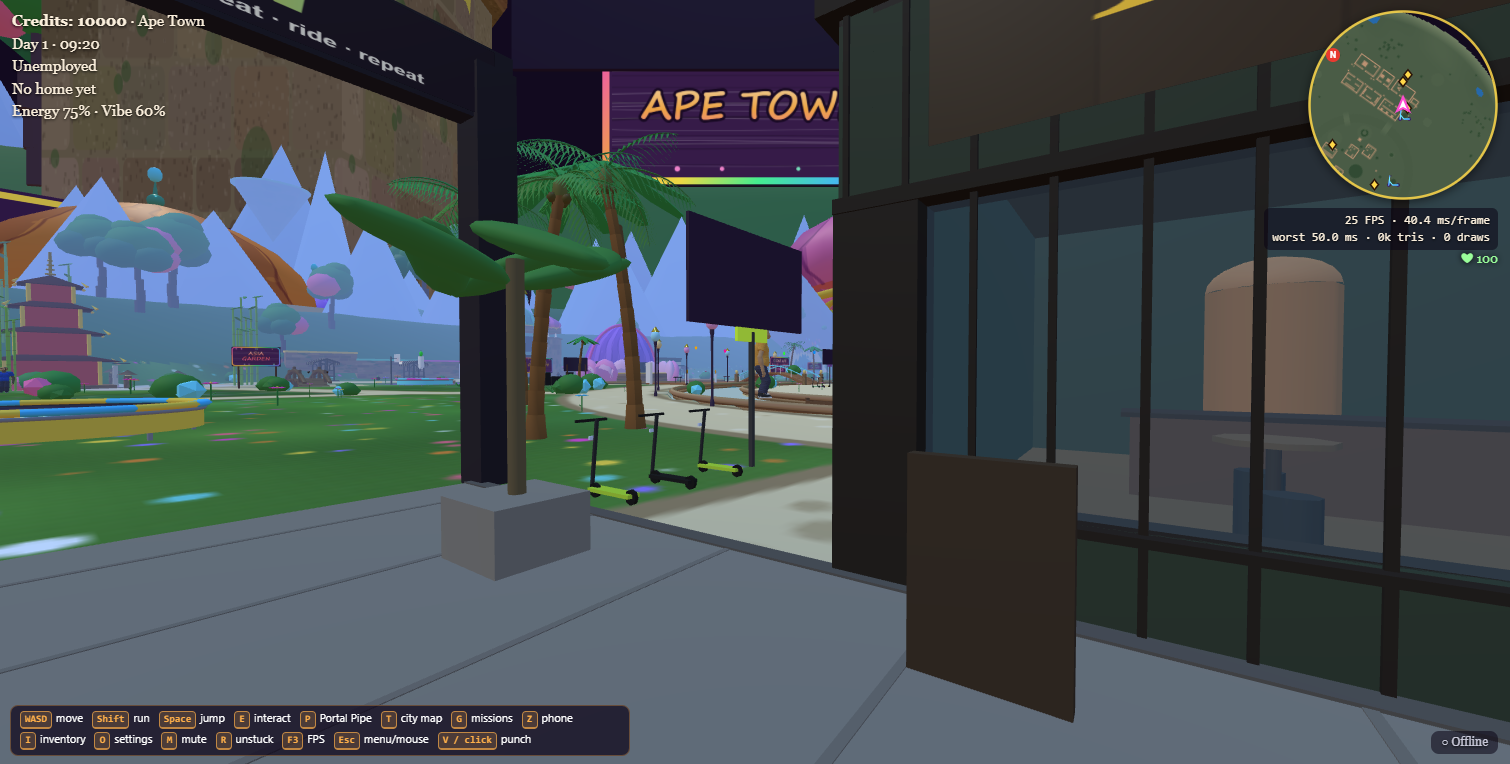 Credits: 10000 · Ape Town
Day 1 · 09:20
Unemployed
No home yet
Energy 75% · Vibe 60%
eat · ride · repeat
APE TOW
N
25 FPS · 40.4 ms/frame
worst 50.0 ms · 0k tris · 0 draws
100
ASIA
GARDEN
WASD move Shift run Space jump E interact P Portal Pipe T city map G missions Z phone
I inventory O settings M mute R unstuck F3 FPS Esc menu/mouse V / click punch
Offline